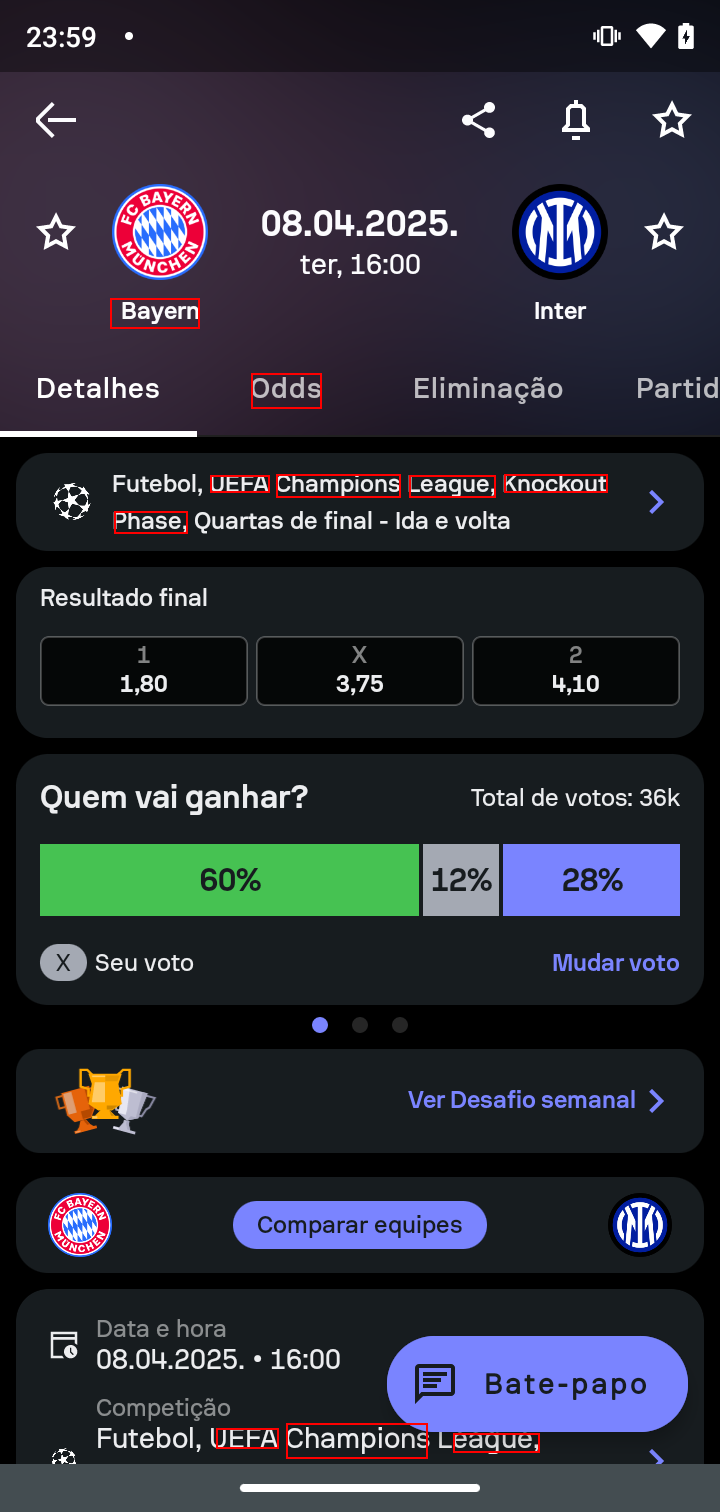 23:59
FC BAYERN MÜNCHEN
08.04.2025.
ter, 16:00
Bayern
Inter
Detalhes
Odds
Eliminação
Partid
Futebol, UEFA Champions League, Knockout
Phase, Quartas de final - Ida e volta
Resultado final
1
X
2
1,80
3,75
4,10
Quem vai ganhar?
Total de votos: 36k
60%
12%
28%
X Seu voto
Mudar voto
Ver Desafio semanal
FC BAYERN MÜNCHEN
Comparar equipes
Data e hora
08.04.2025. • 16:00
Bate-papo
Competição
Futebol, UEFA Champions League,